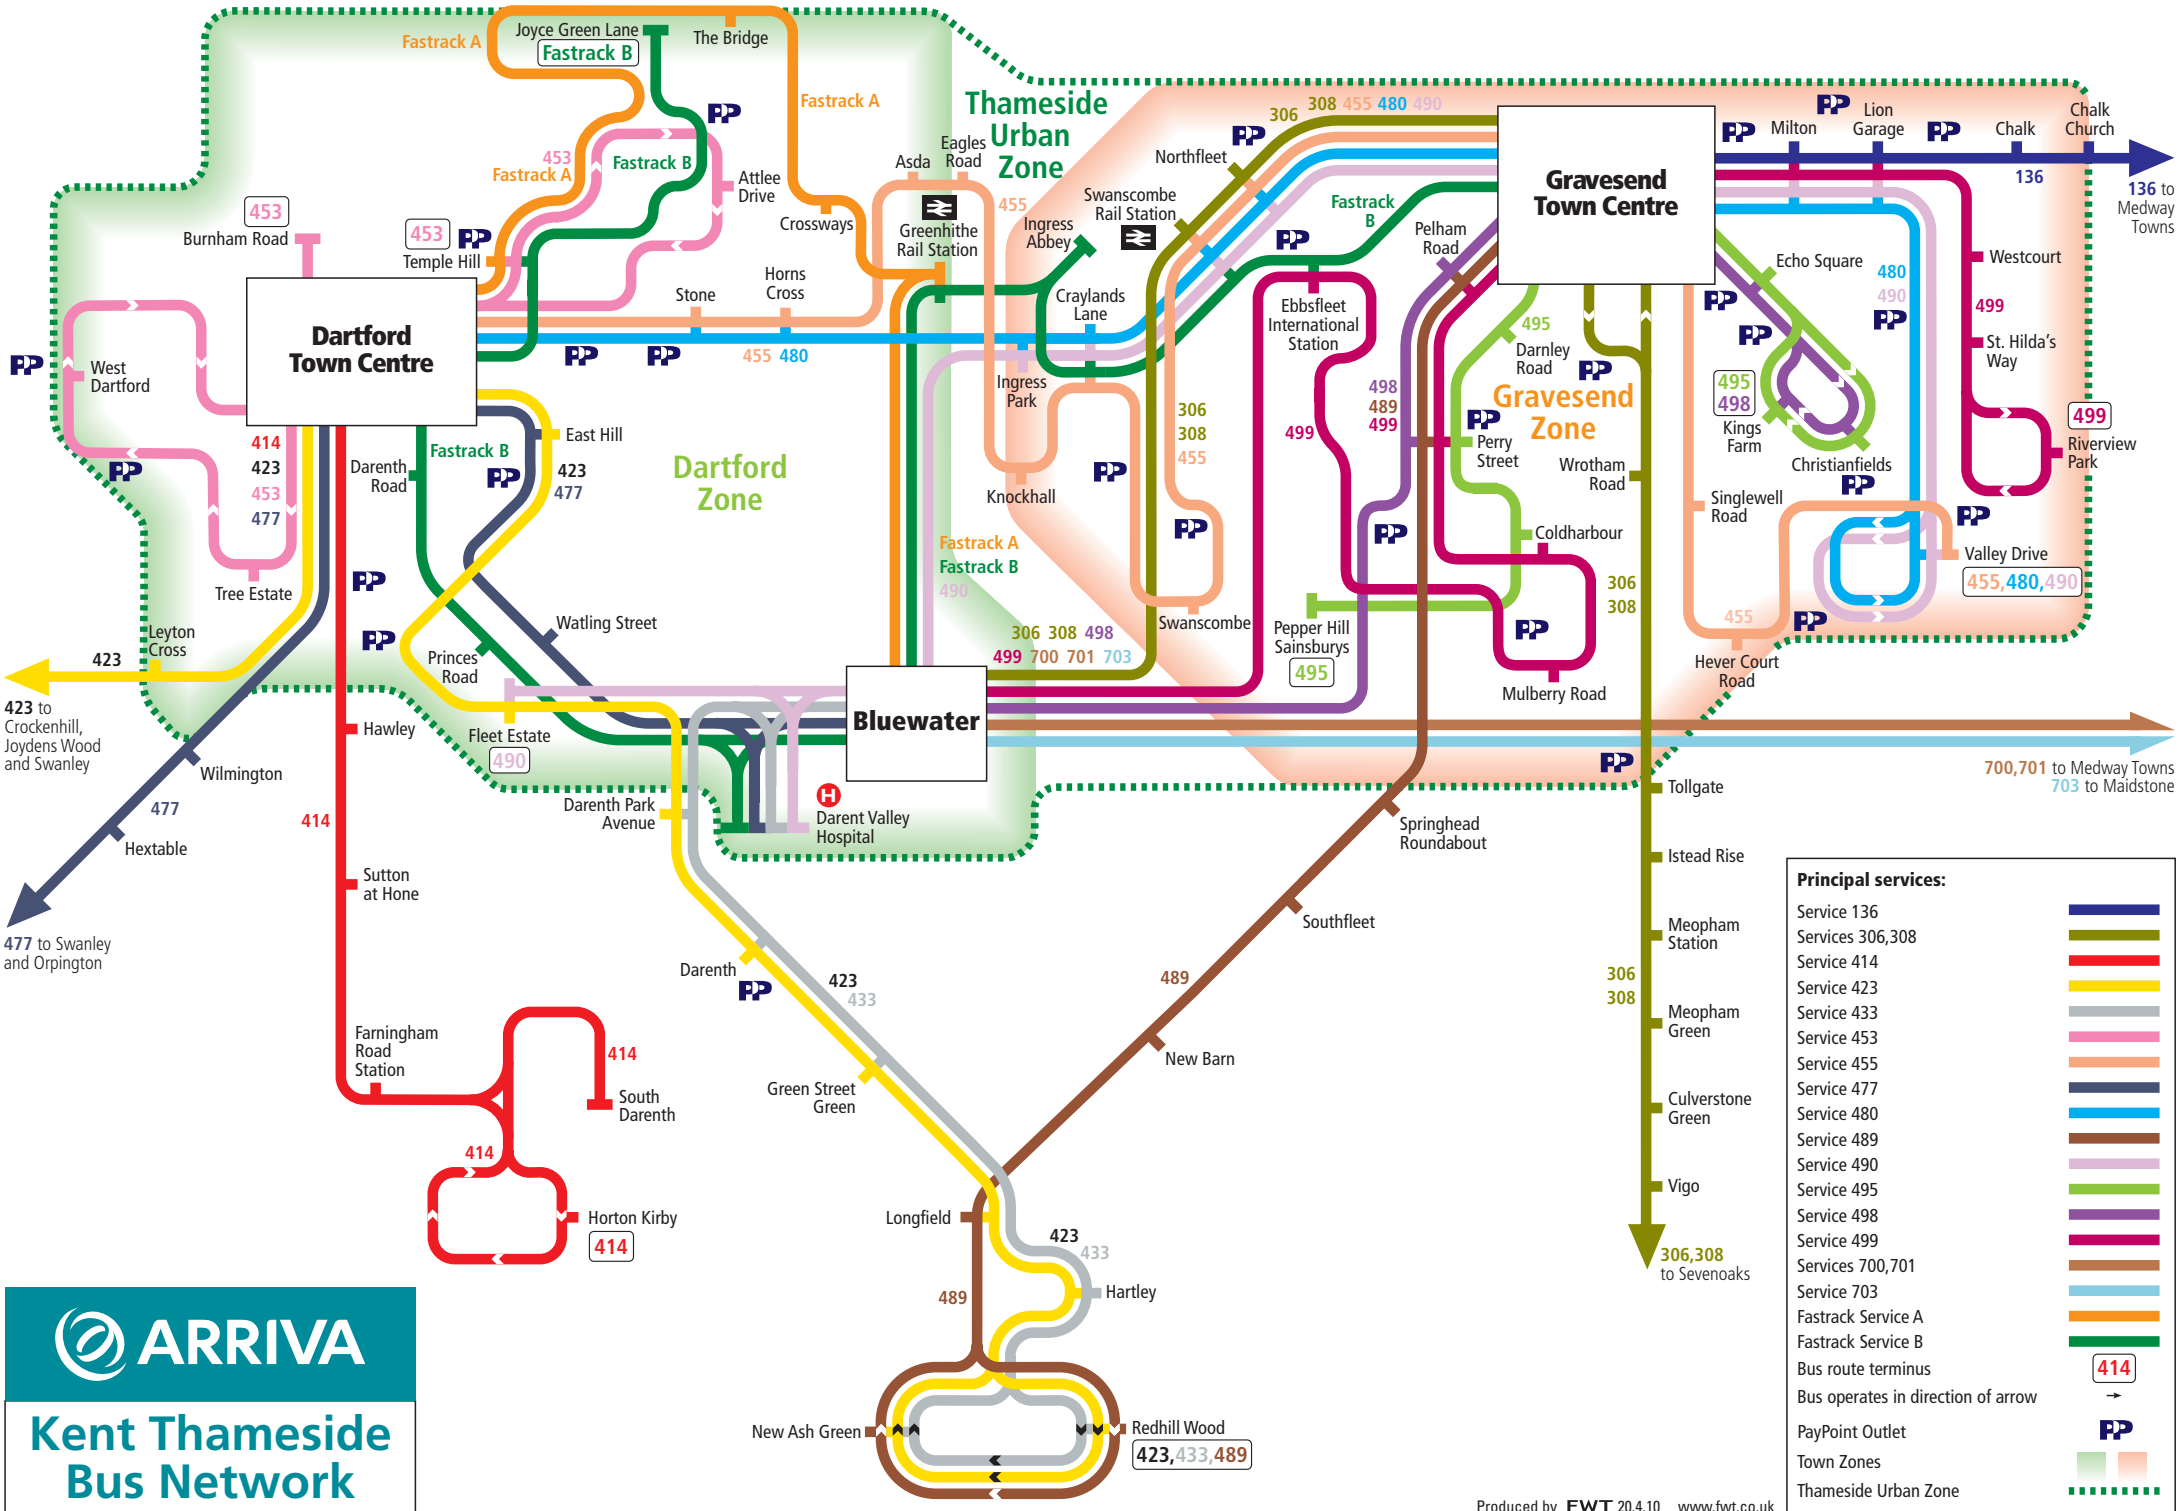 Fastrack A
Joyce Green Lane
Fastrack B
The Bridge
Fastrack A
Thameside
Urban
Zone
306
308 455 480 490
Northfleet
Milton
Lion
Garage
Chalk
Chalk
Church
136
136 to
Medway
Towns
453
Fastrack A
Fastrack B
Attlee
Drive
Asda
Eagles
Road
455
Swanscombe
Rail Station
Fastrack
B
Gravesend
Town Centre
453
Burnham Road
453
Temple Hill
Crossways
Greenhithe
Rail Station
Ingress
Abbey
Pelham
Road
Echo Square
480
490
Westcourt
499
St. Hilda's
Way
Dartford
Town Centre
Stone
Horns
Cross
455 480
Craylands
Lane
Ebbsfleet
International
Station
495
Darnley
Road
West
Dartford
Ingress
Park
498
489
499
Gravesend
Zone
495
498
Kings
Farm
499
Riverview
Park
414
423
453
477
Darenth
Road
Fastrack B
East Hill
423
477
Dartford
Zone
306
308
455
499
Perry
Street
Wrotham
Road
Christianfields
Knockhall
Singlewell
Road
Coldharbour
Valley Drive
455,480,490
Tree Estate
Fastrack A
Fastrack B
490
306
308
Leyton
Cross
423
Watling Street
Princes
Road
306 308 498
499 700 701 703
Swanscombe
Pepper Hill
Sainsburys
495
455
Hever Court
Road
Mulberry Road
423 to
Crockenhill,
Joydens Wood
and Swanley
Wilmington
477
Hextable
477 to Swanley
and Orpington
Hawley
414
Fleet Estate
490
Bluewater
700,701 to Medway Towns
703 to Maidstone
Darenth Park
Avenue
H
Darent Valley
Hospital
Tollgate
Springhead
Roundabout
Istead Rise
Sutton
at Hone
Southfleet
Meopham
Station
Darenth
423
433
489
306
308
Meopham
Green
Farningham
Road
Station
414
South
Darenth
New Barn
Green Street
Green
Culverstone
Green
414
Horton Kirby
414
Vigo
Longfield
423
433
306,308
to Sevenoaks
489
Hartley
New Ash Green
Redhill Wood
423,433,489
Principal services:
Service 136
Services 306,308
Service 414
Service 423
Service 433
Service 453
Service 455
Service 477
Service 480
Service 489
Service 490
Service 495
Service 498
Service 499
Services 700,701
Service 703
Fastrack Service A
Fastrack Service B
Bus route terminus
414
Bus operates in direction of arrow
PayPoint Outlet
PP
Town Zones
Thameside Urban Zone
ARRIVA
Kent Thameside
Bus Network
Produced by FWT 20.4.10 www.fwt.co.uk